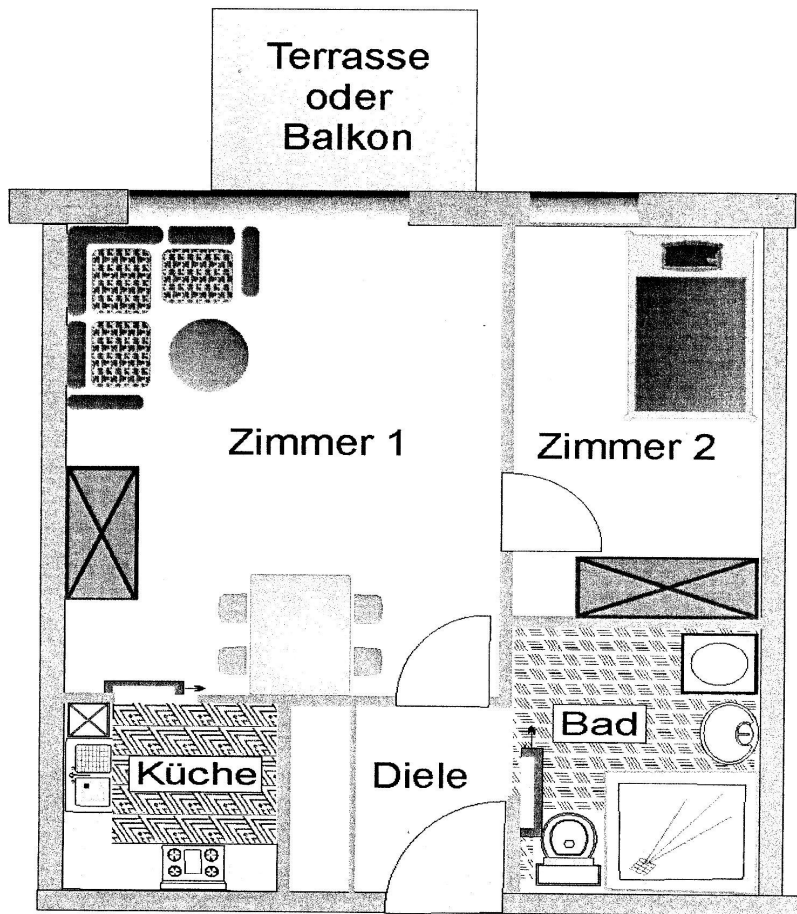 Terrasse
oder
Balkon
Zimmer 1
Zimmer 2
Bad
Küche
Diele